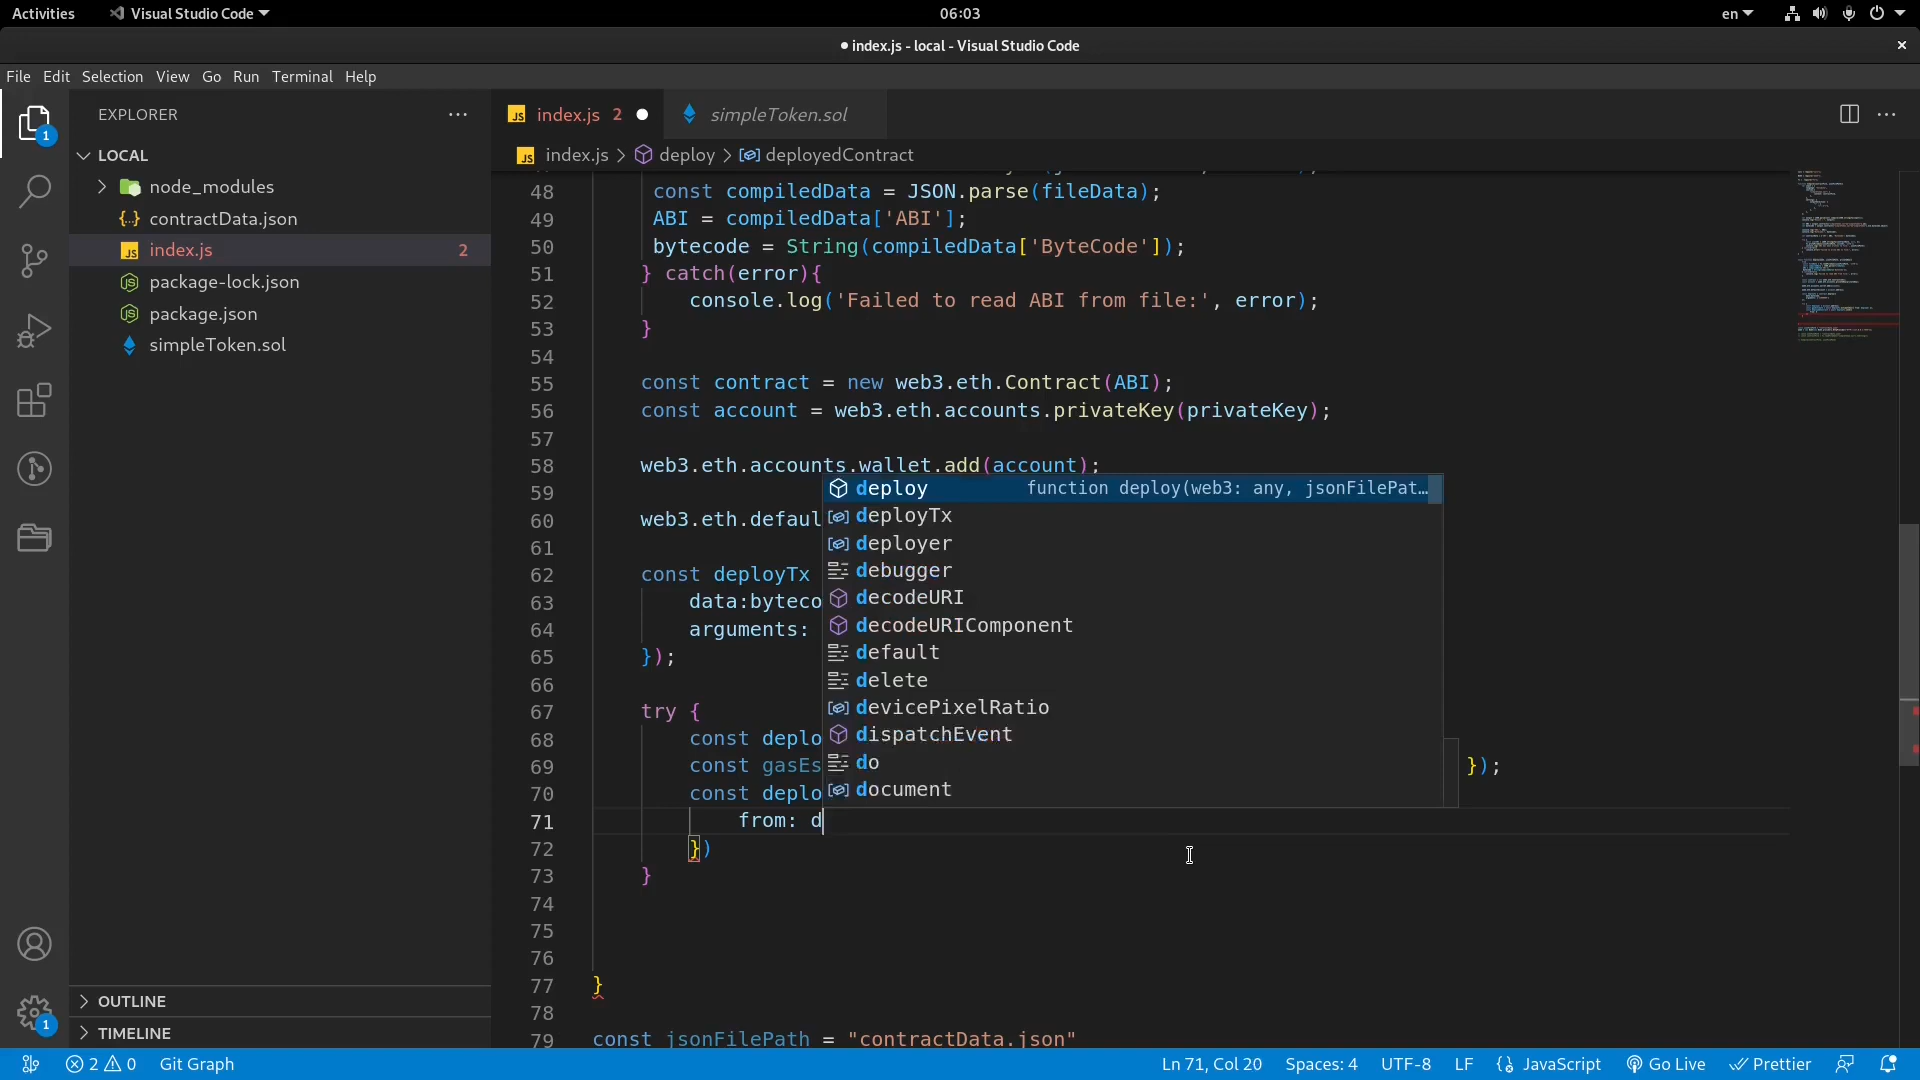 Activities
Visual Studio Code
06:03
en
● index.js - local - Visual Studio Code
File Edit Selection View Go Run Terminal Help
EXPLORER
LOCAL
node_modules
contractData.json
index.js 2
package-lock.json
package.json
simpleToken.sol
OUTLINE
TIMELINE
1
1
index.js 2
simpleToken.sol
index.js > deploy > deployedContract
48 const compiledData = JSON.parse(fileData);
49 ABI = compiledData['ABI'];
50 bytecode = String(compiledData['ByteCode']);
51 } catch(error){
52 console.log('Failed to read ABI from file:', error);
53 }
54
55 const contract = new web3.eth.Contract(ABI);
56 const account = web3.eth.accounts.privateKey(privateKey);
57
58 web3.eth.accounts.wallet.add(account);
59
60 web3.eth.defaul
61
62 const deployTx
63 data:byteco
64 arguments:
65 });
66
67 try {
68 const deplo
69 const gasEs });
70 const deplo
71 from: d
72 })
73 }
74
75
76
77 }
78
79 const jsonFilePath = "contractData.json"
deploy function deploy(web3: any, jsonFilePat…
deployTx
deployer
debugger
decodeURI
decodeURIComponent
default
delete
devicePixelRatio
dispatchEvent
do
document
2 0 Git Graph
Ln 71, Col 20 Spaces: 4 UTF-8 LF {} JavaScript Go Live Prettier